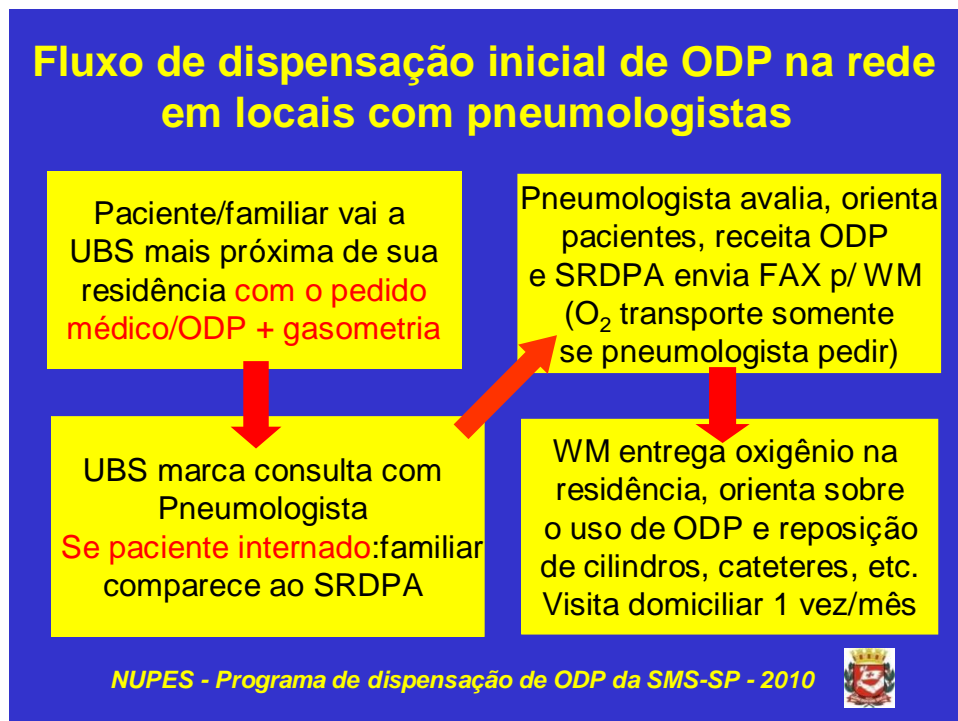 Fluxo de dispensação inicial de ODP na rede
em locais com pneumologistas
Paciente/familiar vai a
UBS mais próxima de sua
residência com o pedido
médico/ODP + gasometria
UBS marca consulta com
Pneumologista
Se paciente internado:familiar
comparece ao SRDPA
Pneumologista avalia, orienta
pacientes, receita ODP
e SRDPA envia FAX p/ WM
(O₂ transporte somente
se pneumologista pedir)
WM entrega oxigênio na
residência, orienta sobre
o uso de ODP e reposição
de cilindros, cateteres, etc.
Visita domiciliar 1 vez/mês
NUPES - Programa de dispensação de ODP da SMS-SP - 2010